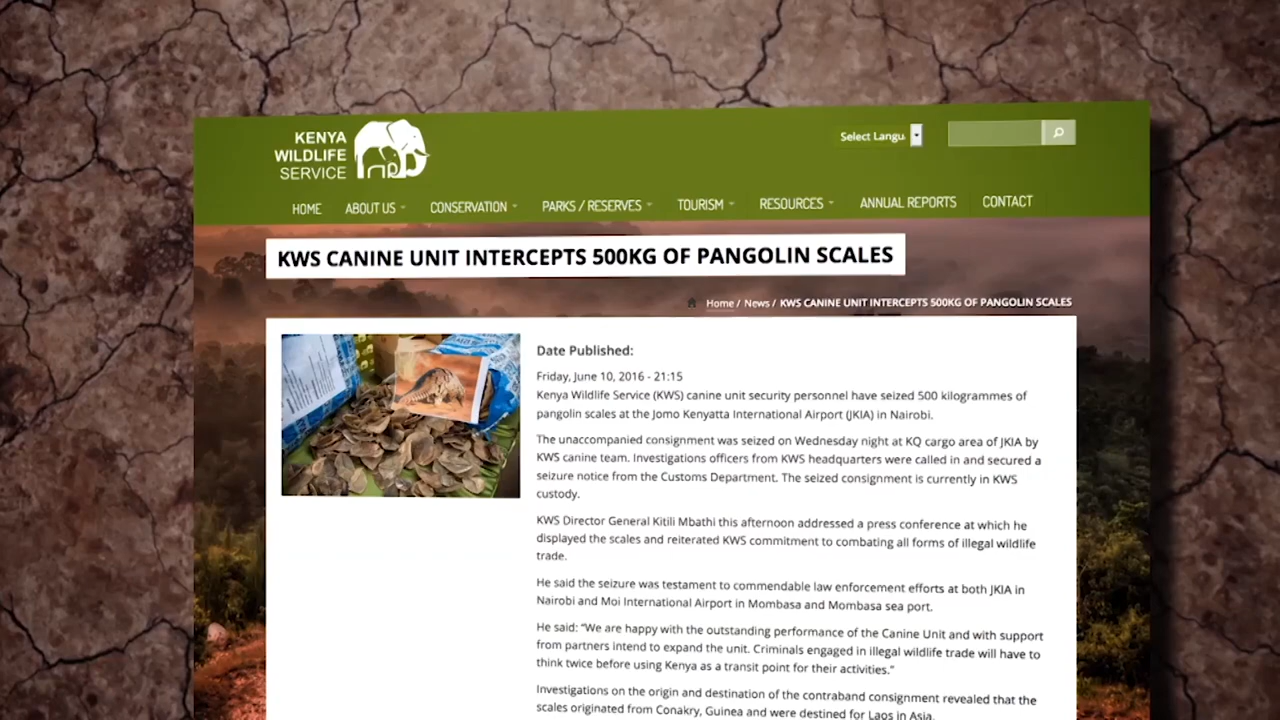 KENYA
WILDLIFE
SERVICE
Select Langu
HOME
ABOUT US
CONSERVATION
PARKS / RESERVES
TOURISM
RESOURCES
ANNUAL REPORTS
CONTACT
KWS CANINE UNIT INTERCEPTS 500KG OF PANGOLIN SCALES
Home / News / KWS CANINE UNIT INTERCEPTS 500KG OF PANGOLIN SCALES
Date Published:
Friday, June 10, 2016 - 21:15
Kenya Wildlife Service (KWS) canine unit security personnel have seized 500 kilogrammes of
pangolin scales at the Jomo Kenyatta International Airport (JKIA) in Nairobi.
The unaccompanied consignment was seized on Wednesday night at KQ cargo area of JKIA by
KWS canine team. Investigations officers from KWS headquarters were called in and secured a
seizure notice from the Customs Department. The seized consignment is currently in KWS
custody.
KWS Director General Kitili Mbathi this afternoon addressed a press conference at which he
displayed the scales and reiterated KWS commitment to combating all forms of illegal wildlife
trade.
He said the seizure was testament to commendable law enforcement efforts at both JKIA in
Nairobi and Moi International Airport in Mombasa and Mombasa sea port.
He said: “We are happy with the outstanding performance of the Canine Unit and with support
from partners intend to expand the unit. Criminals engaged in illegal wildlife trade will have to
think twice before using Kenya as a transit point for their activities.”
Investigations on the origin and destination of the contraband consignment revealed that the
scales originated from Conakry, Guinea and were destined for Laos in Asia.